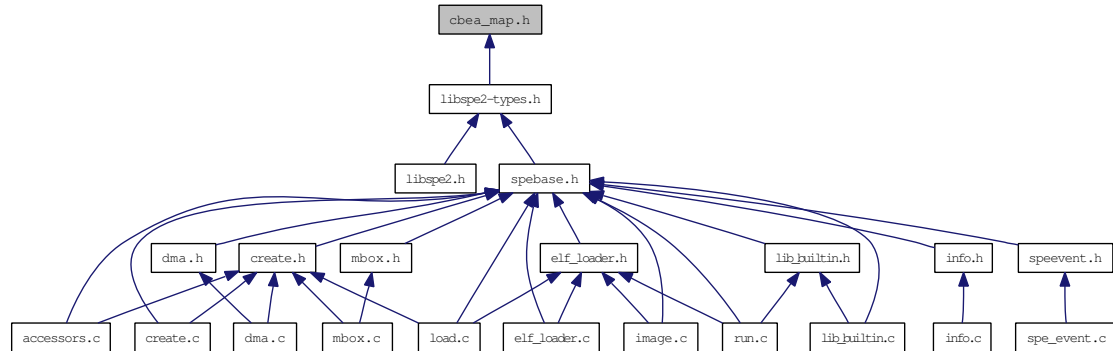 cbea_map.h
libspe2-types.h
libspe2.h
spebase.h
dma.h
create.h
mbox.h
elf_loader.h
lib_builtin.h
info.h
speevent.h
accessors.c
create.c
dma.c
mbox.c
load.c
elf_loader.c
image.c
run.c
lib_builtin.c
info.c
spe_event.c